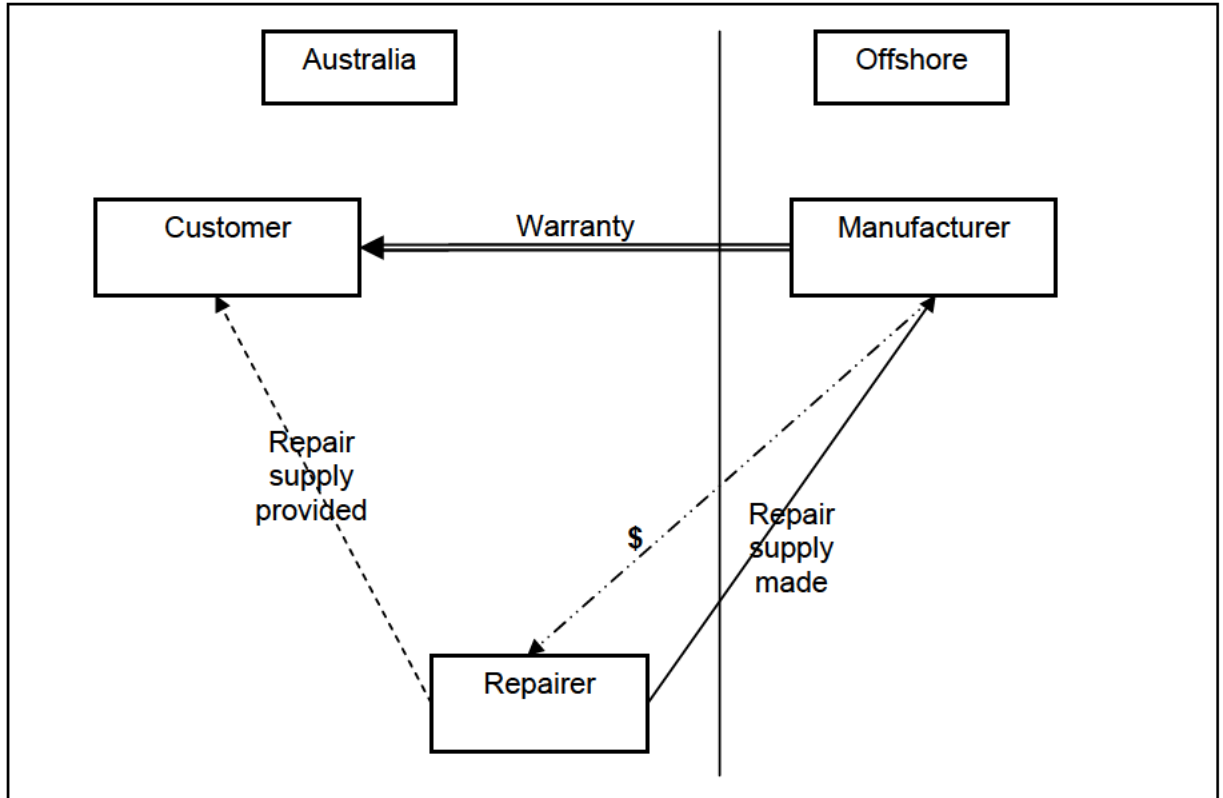 Australia
Offshore
Customer
Warranty
Manufacturer
Repair
supply
provided
$
Repair
supply
made
Repairer